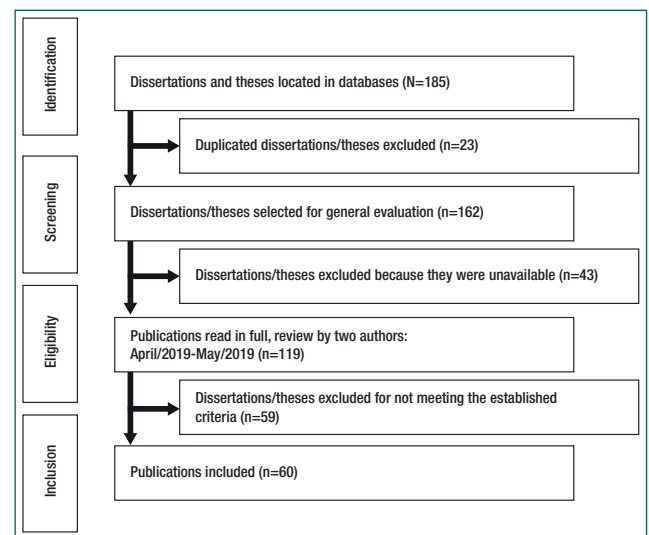 Identification
Dissertations and theses located in databases (N=185)
Duplicated dissertations/theses excluded (n=23)
Screening
Dissertations/theses selected for general evaluation (n=162)
Dissertations/theses excluded because they were unavailable (n=43)
Eligibility
Publications read in full, review by two authors:
April/2019-May/2019 (n=119)
Dissertations/theses excluded for not meeting the established
criteria (n=59)
Inclusion
Publications included (n=60)